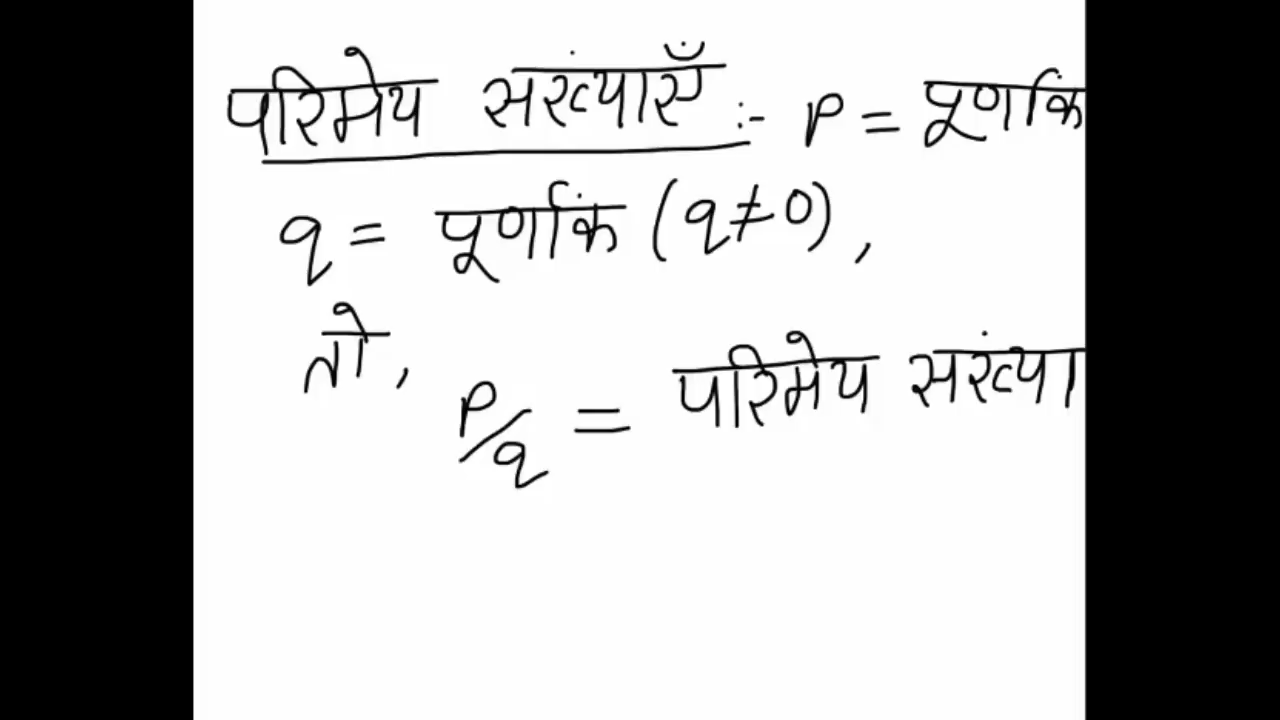 परिमेय संख्याएँ :- P = पूर्णांक
q = पूर्णांक (q ≠ 0) ,
तो ,
P/q = परिमेय संख्या